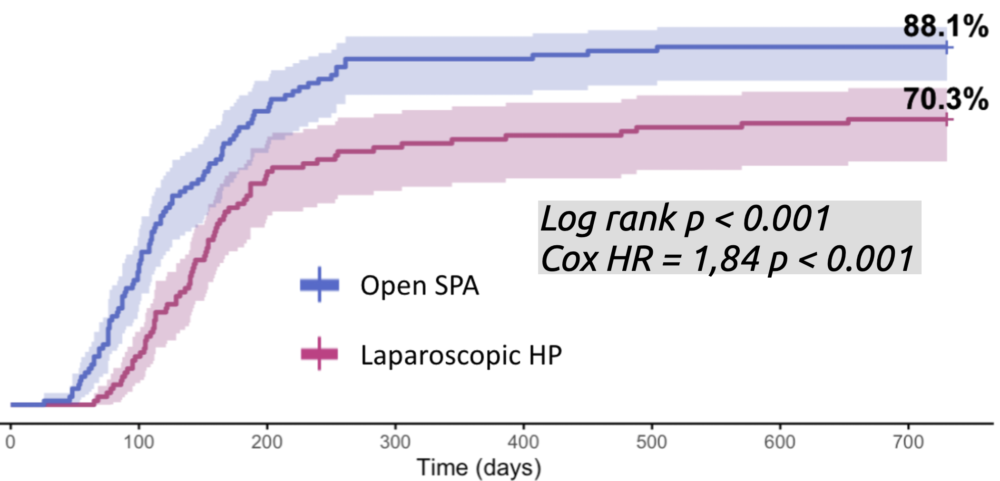 88.1%
70.3%
Log rank p < 0.001
Cox HR = 1,84 p < 0.001
Open SPA
Laparoscopic HP
0 100 200 300 400 500 600 700
Time (days)